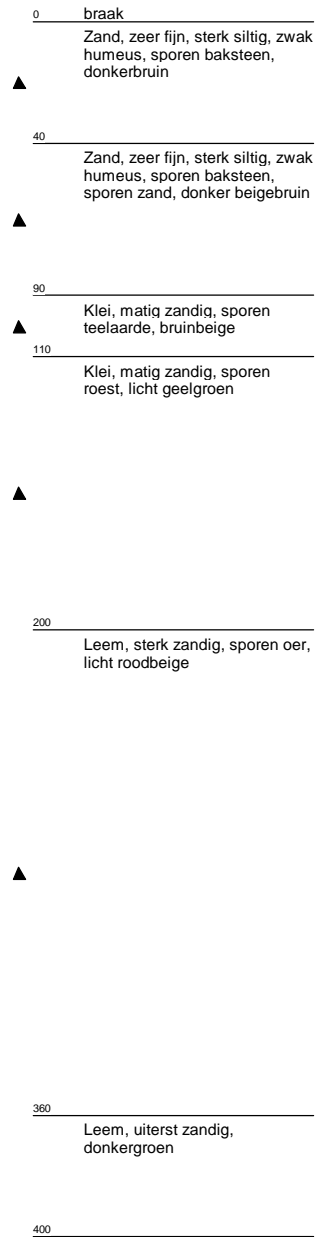 0 braak
Zand, zeer fijn, sterk siltig, zwak
humeus, sporen baksteen,
donkerbruin
40
Zand, zeer fijn, sterk siltig, zwak
humeus, sporen baksteen,
sporen zand, donker beigebruin
90
Klei, matig zandig, sporen
teelaarde, bruinbeige
110
Klei, matig zandig, sporen
roest, licht geelgroen
200
Leem, sterk zandig, sporen oer,
licht roodbeige
360
Leem, uiterst zandig,
donkergroen
400